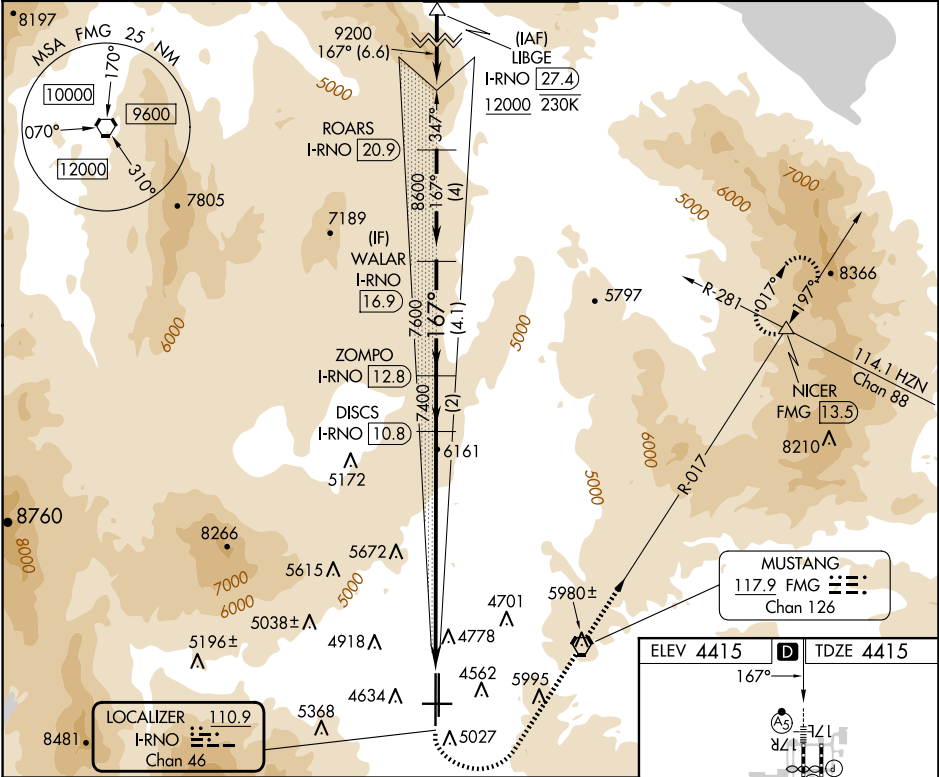 8197
MSA FMG 25 NM
170°
10000
9600
070°
12000
310°
5000
7805
6000
9200
167° (6.6)
(IAF)
LIBGE
I-RNO 27.4
12000 230K
347°
ROARS
I-RNO 20.9
8600
167°
(4)
7189
(IF)
WALAR
I-RNO
16.9
7600
167°
(4.1)
ZOMPO
I-RNO 12.8
7400
(2)
DISCS
I-RNO 10.8
6161
5172
5000
6000
7000
8366
017°
197°
R-281
5797
5000
114.1 HZN
Chan 88
NICER
FMG 13.5
8210
6000
5000
R-017
8760
8000
8266
7000
6000
5000
5672
5615
5038±
5196±
4918
4701
4778
5980±
MUSTANG
117.9 FMG
Chan 126
4634
4562
5995
5368
5027
8481
LOCALIZER 110.9
I-RNO
Chan 46
ELEV 4415
D
TDZE 4415
167°
A5
17R
17L
P